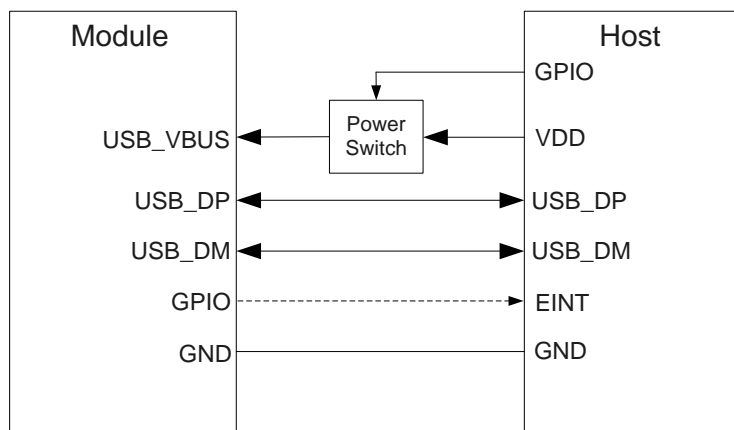 Module
Host
GPIO
Power
Switch
USB_VBUS
VDD
USB_DP
USB_DP
USB_DM
USB_DM
GPIO
EINT
GND
GND